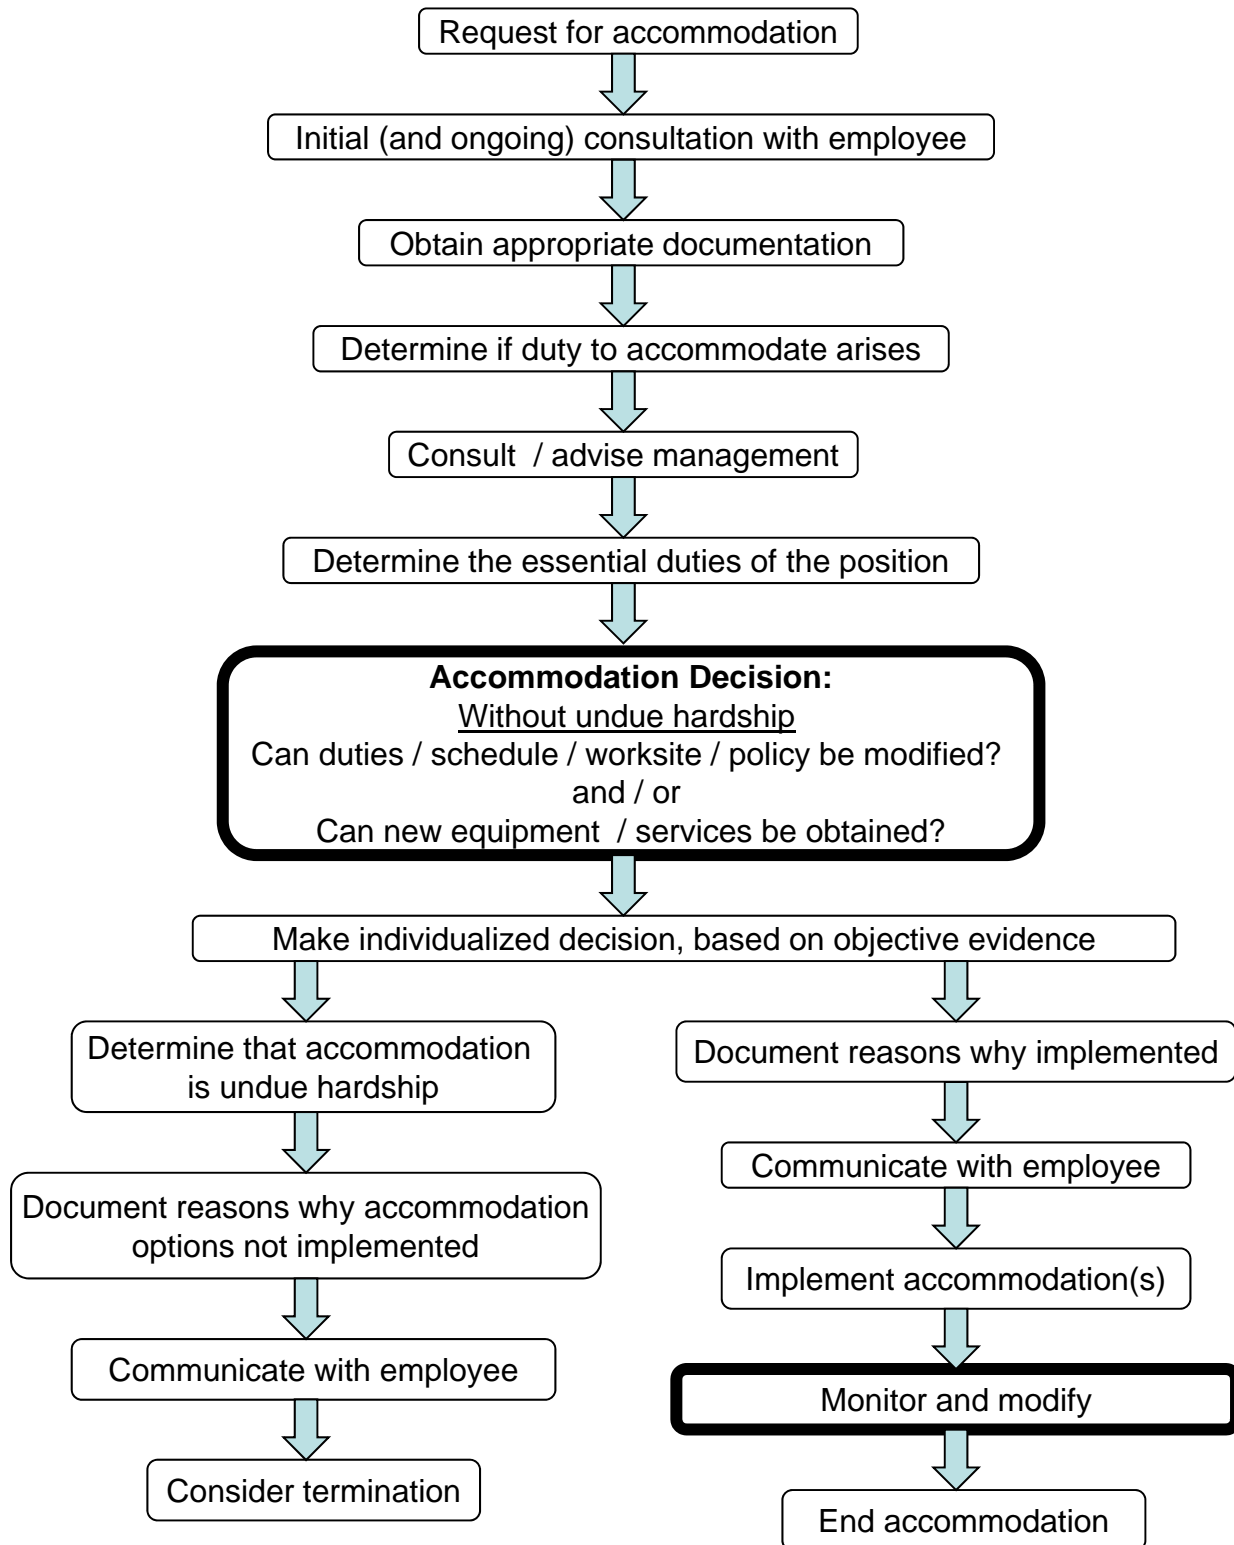 Request for accommodation
Initial (and ongoing) consultation with employee
Obtain appropriate documentation
Determine if duty to accommodate arises
Consult / advise management
Determine the essential duties of the position
Accommodation Decision:
Without undue hardship
Can duties / schedule / worksite / policy be modified?
and / or
Can new equipment / services be obtained?
Make individualized decision, based on objective evidence
Determine that accommodation
is undue hardship
Document reasons why accommodation
options not implemented
Communicate with employee
Consider termination
Document reasons why implemented
Communicate with employee
Implement accommodation(s)
Monitor and modify
End accommodation